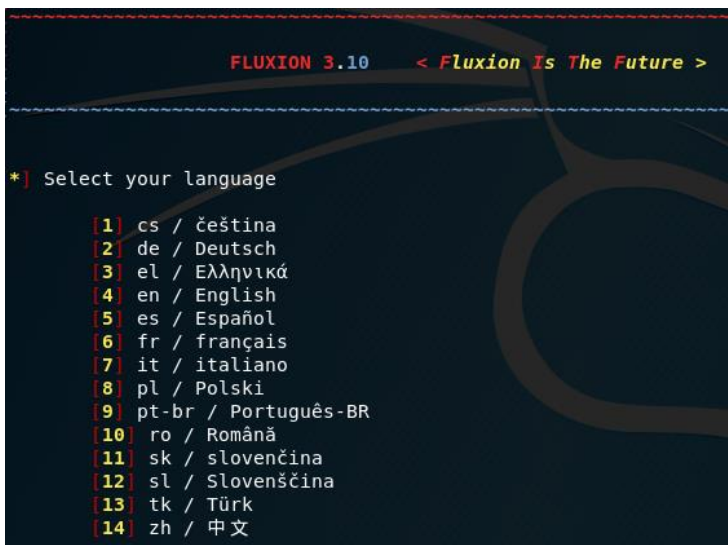 FLUXION 3.10 < Fluxion Is The Future >
*] Select your language
[1] cs / čeština
[2] de / Deutsch
[3] el / Ελληνικά
[4] en / English
[5] es / Español
[6] fr / français
[7] it / italiano
[8] pl / Polski
[9] pt-br / Português-BR
[10] ro / Română
[11] sk / slovenčina
[12] sl / Slovenščina
[13] tk / Türk
[14] zh / 中文